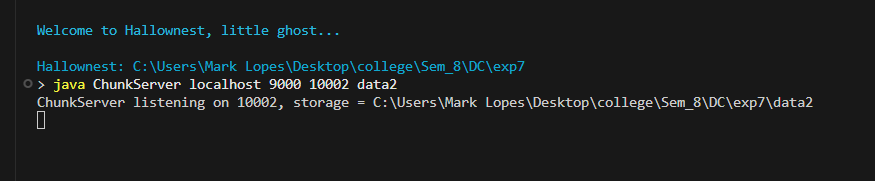 Welcome to Hallownest, little ghost...
Hallownest: C:\Users\Mark Lopes\Desktop\college\Sem_8\DC\exp7
> java ChunkServer localhost 9000 10002 data2
ChunkServer listening on 10002, storage = C:\Users\Mark Lopes\Desktop\college\Sem_8\DC\exp7\data2